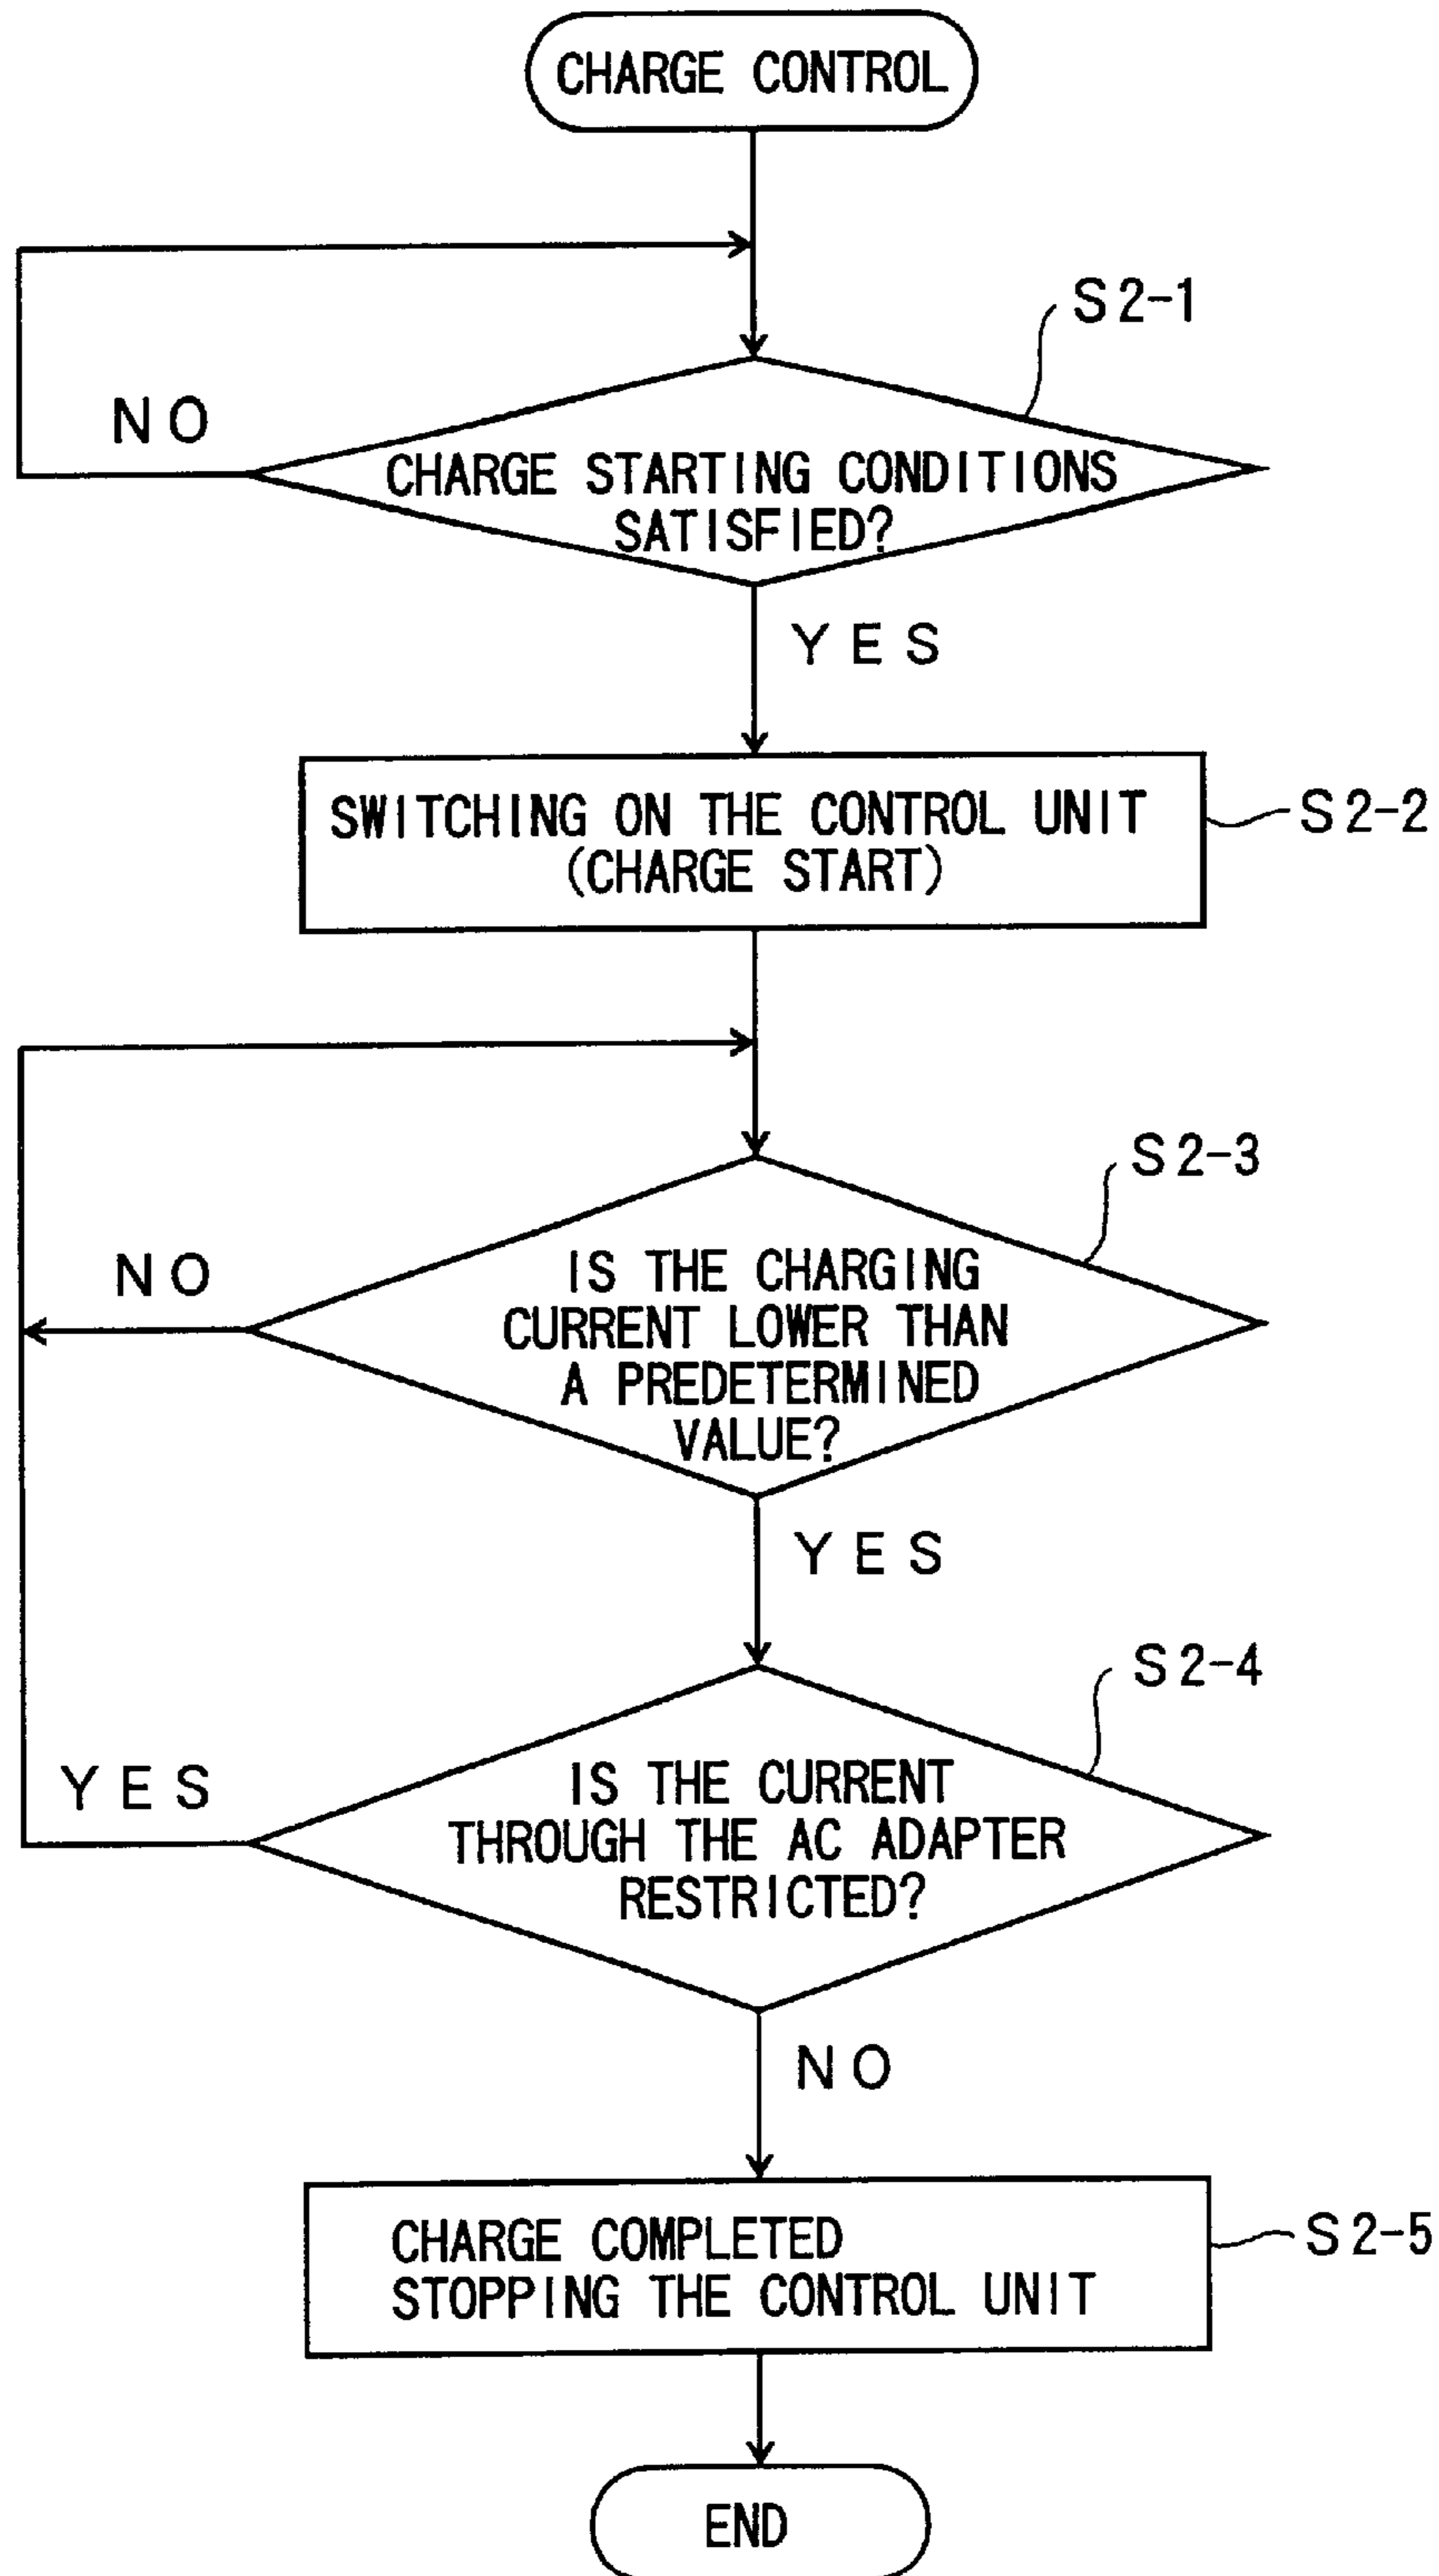 CHARGE CONTROL
S2-1
NO
CHARGE STARTING CONDITIONS
SATISFIED?
YES
SWITCHING ON THE CONTROL UNIT
(CHARGE START)
S2-2
S2-3
NO
IS THE CHARGING
CURRENT LOWER THAN
A PREDETERMINED
VALUE?
YES
S2-4
YES
IS THE CURRENT
THROUGH THE AC ADAPTER
RESTRICTED?
NO
CHARGE COMPLETED
STOPPING THE CONTROL UNIT
S2-5
END